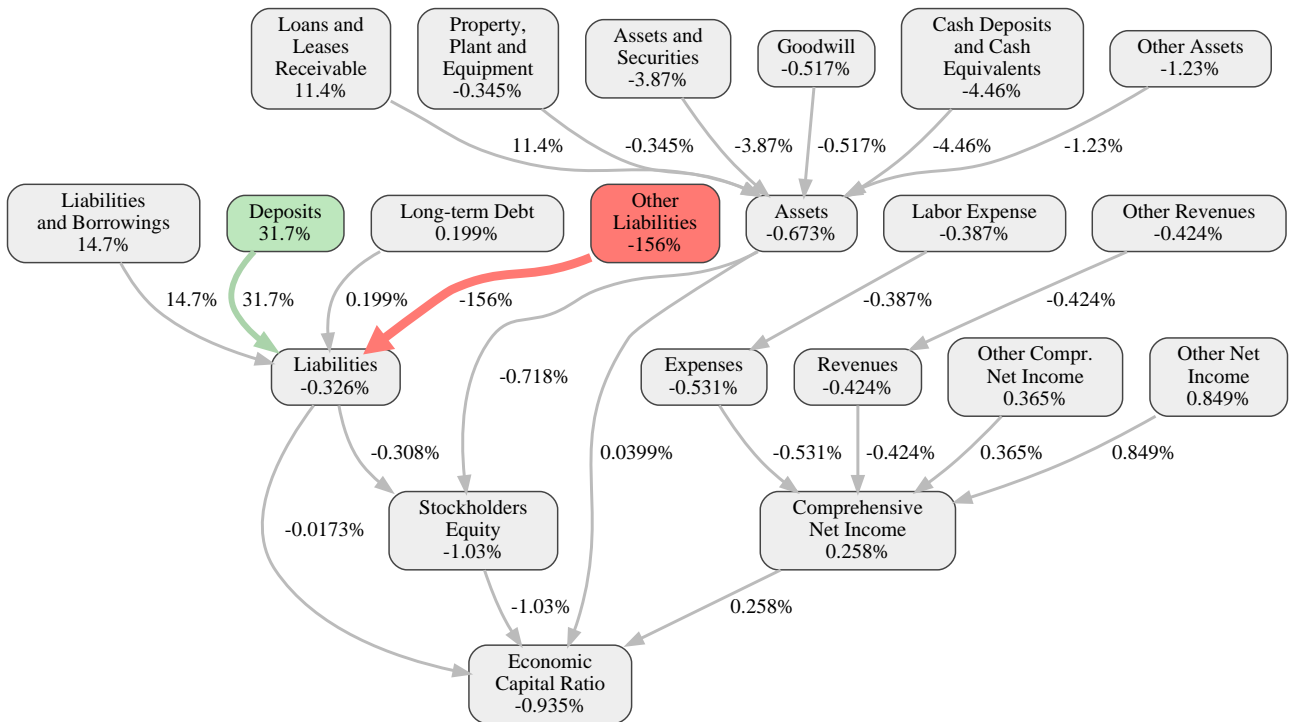 Loans and
Leases
Receivable
11.4%
Property,
Plant and
Equipment
-0.345%
Assets and
Securities
-3.87%
Goodwill
-0.517%
Cash Deposits
and Cash
Equivalents
-4.46%
Other Assets
-1.23%
11.4%
-0.345%
-3.87%
-0.517%
-4.46%
-1.23%
Liabilities
and Borrowings
14.7%
Deposits
31.7%
Long-term Debt
0.199%
Other
Liabilities
-156%
Assets
-0.673%
Labor Expense
-0.387%
Other Revenues
-0.424%
14.7%
31.7%
0.199%
-156%
-0.387%
-0.424%
Liabilities
-0.326%
-0.718%
Expenses
-0.531%
Revenues
-0.424%
Other Compr.
Net Income
0.365%
Other Net
Income
0.849%
-0.308%
0.0399%
-0.531%
-0.424%
0.365%
0.849%
-0.0173%
Stockholders
Equity
-1.03%
Comprehensive
Net Income
0.258%
-1.03%
0.258%
Economic
Capital Ratio
-0.935%